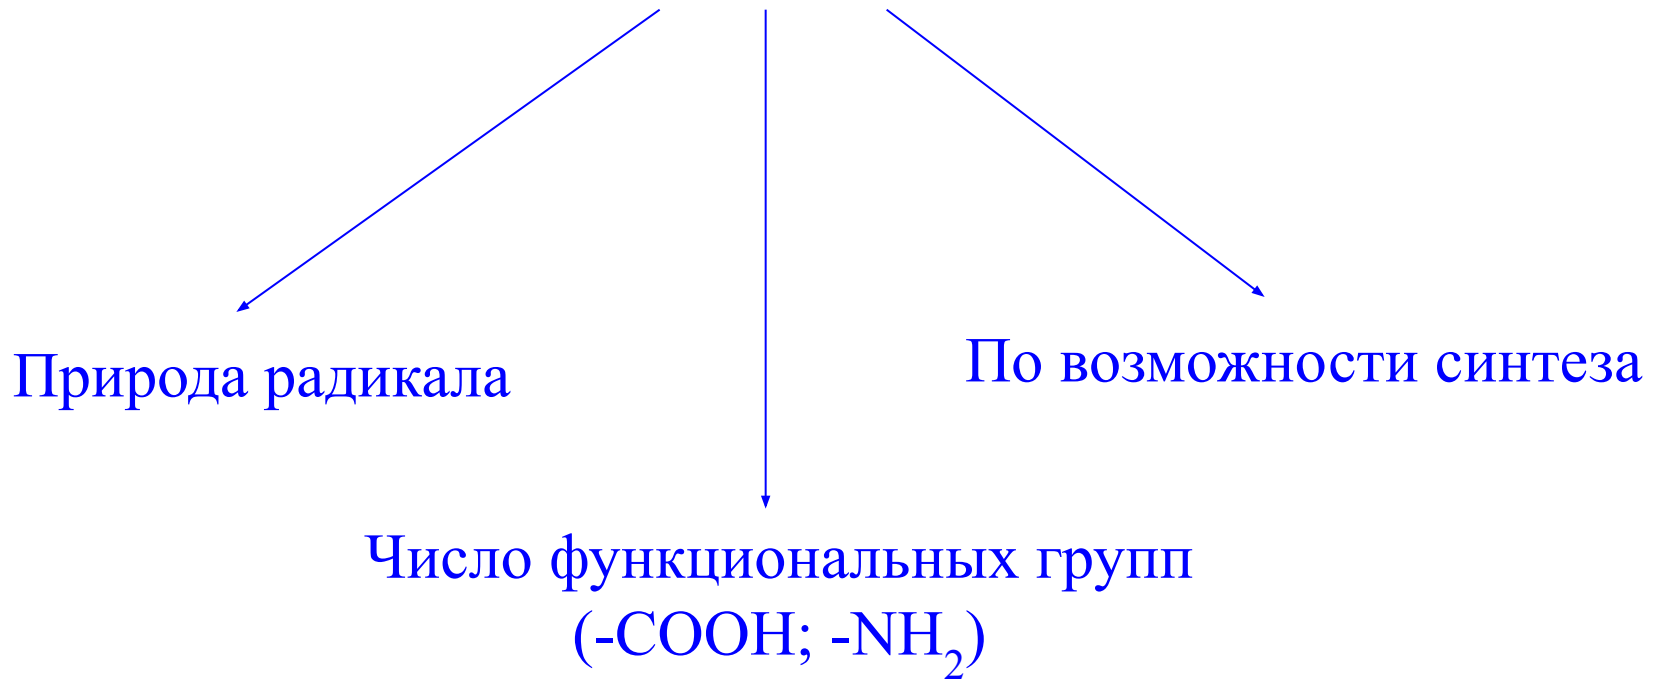 Природа радикала
По возможности синтеза
Число функциональных групп
(-COOH; -NH₂)